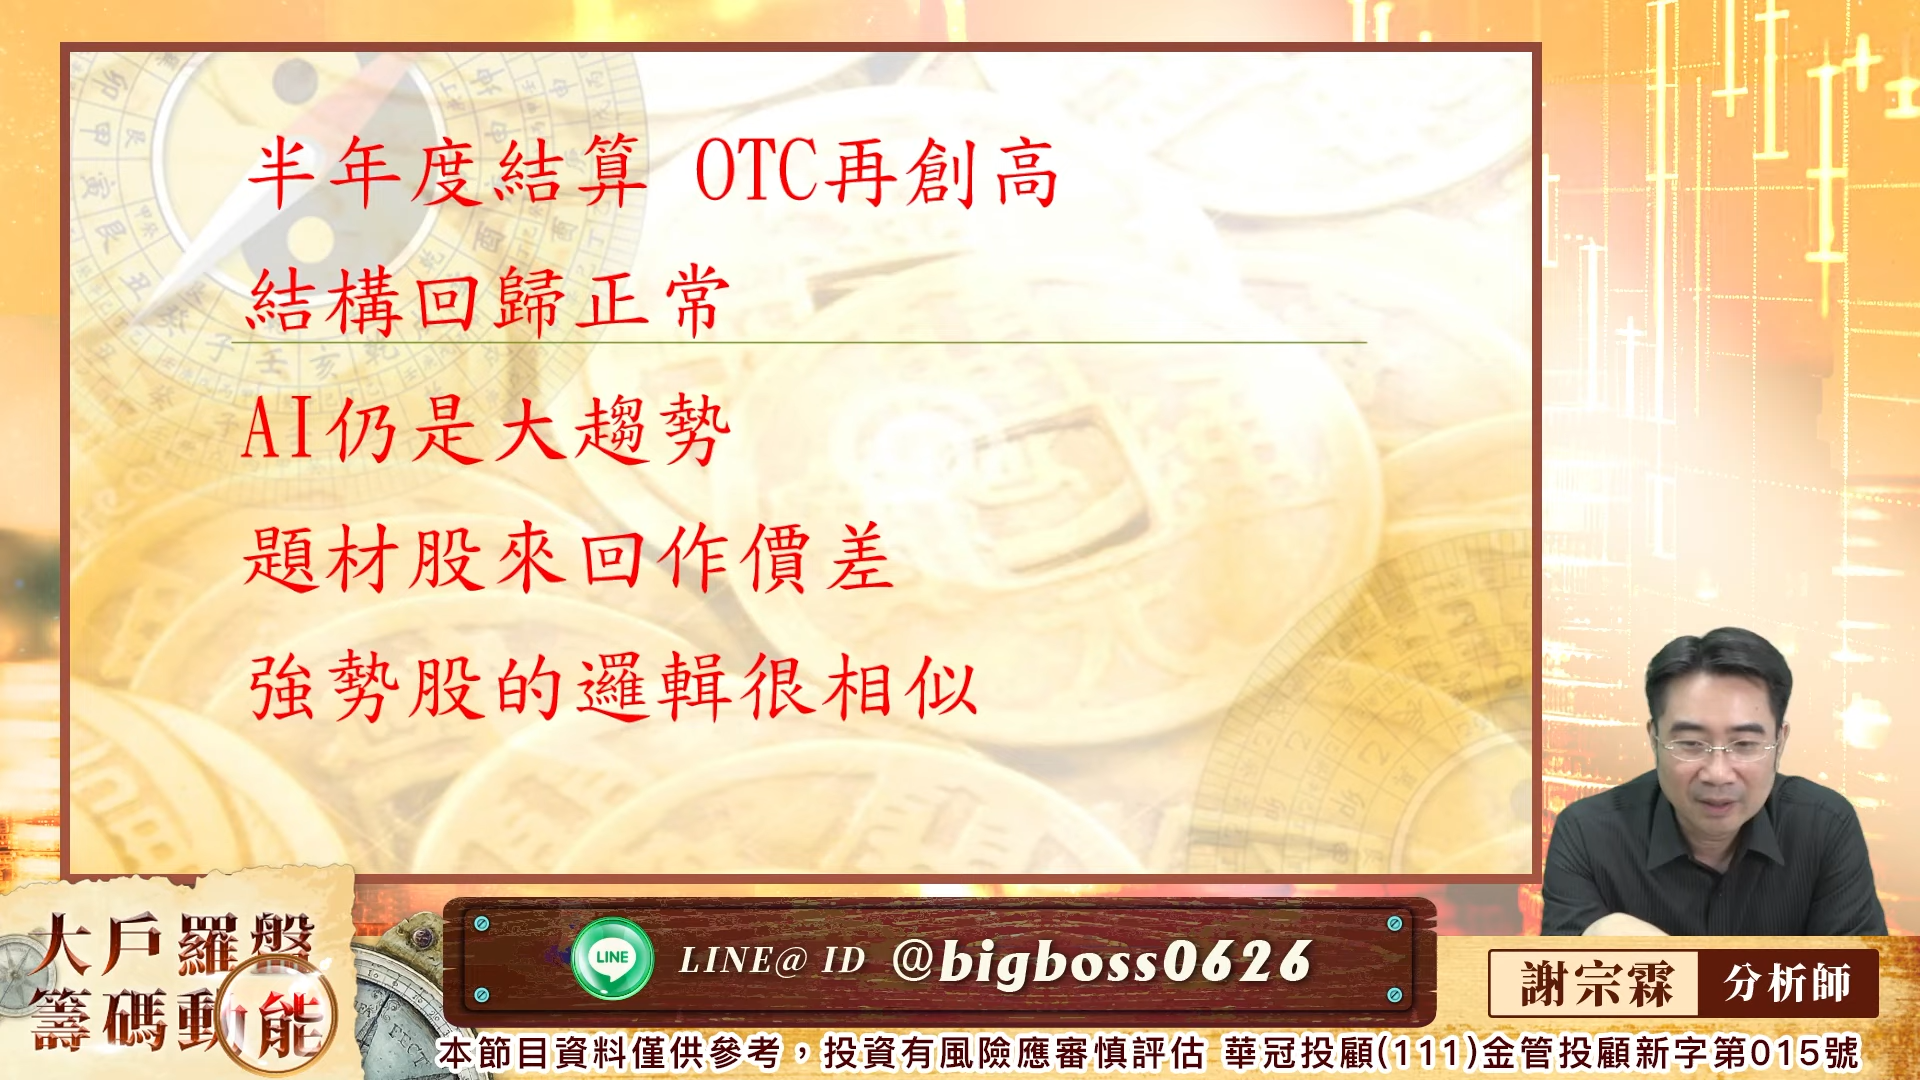 半年度結算 OTC再創高
結構回歸正常
AI仍是大趨勢
題材股來回作價差
強勢股的邏輯很相似
大戶羅盤
籌碼動能
LINE
LINE@ ID @bigboss0626
謝宗霖 分析師
本節目資料僅供參考，投資有風險應審慎評估 華冠投顧(111)金管投顧新字第015號